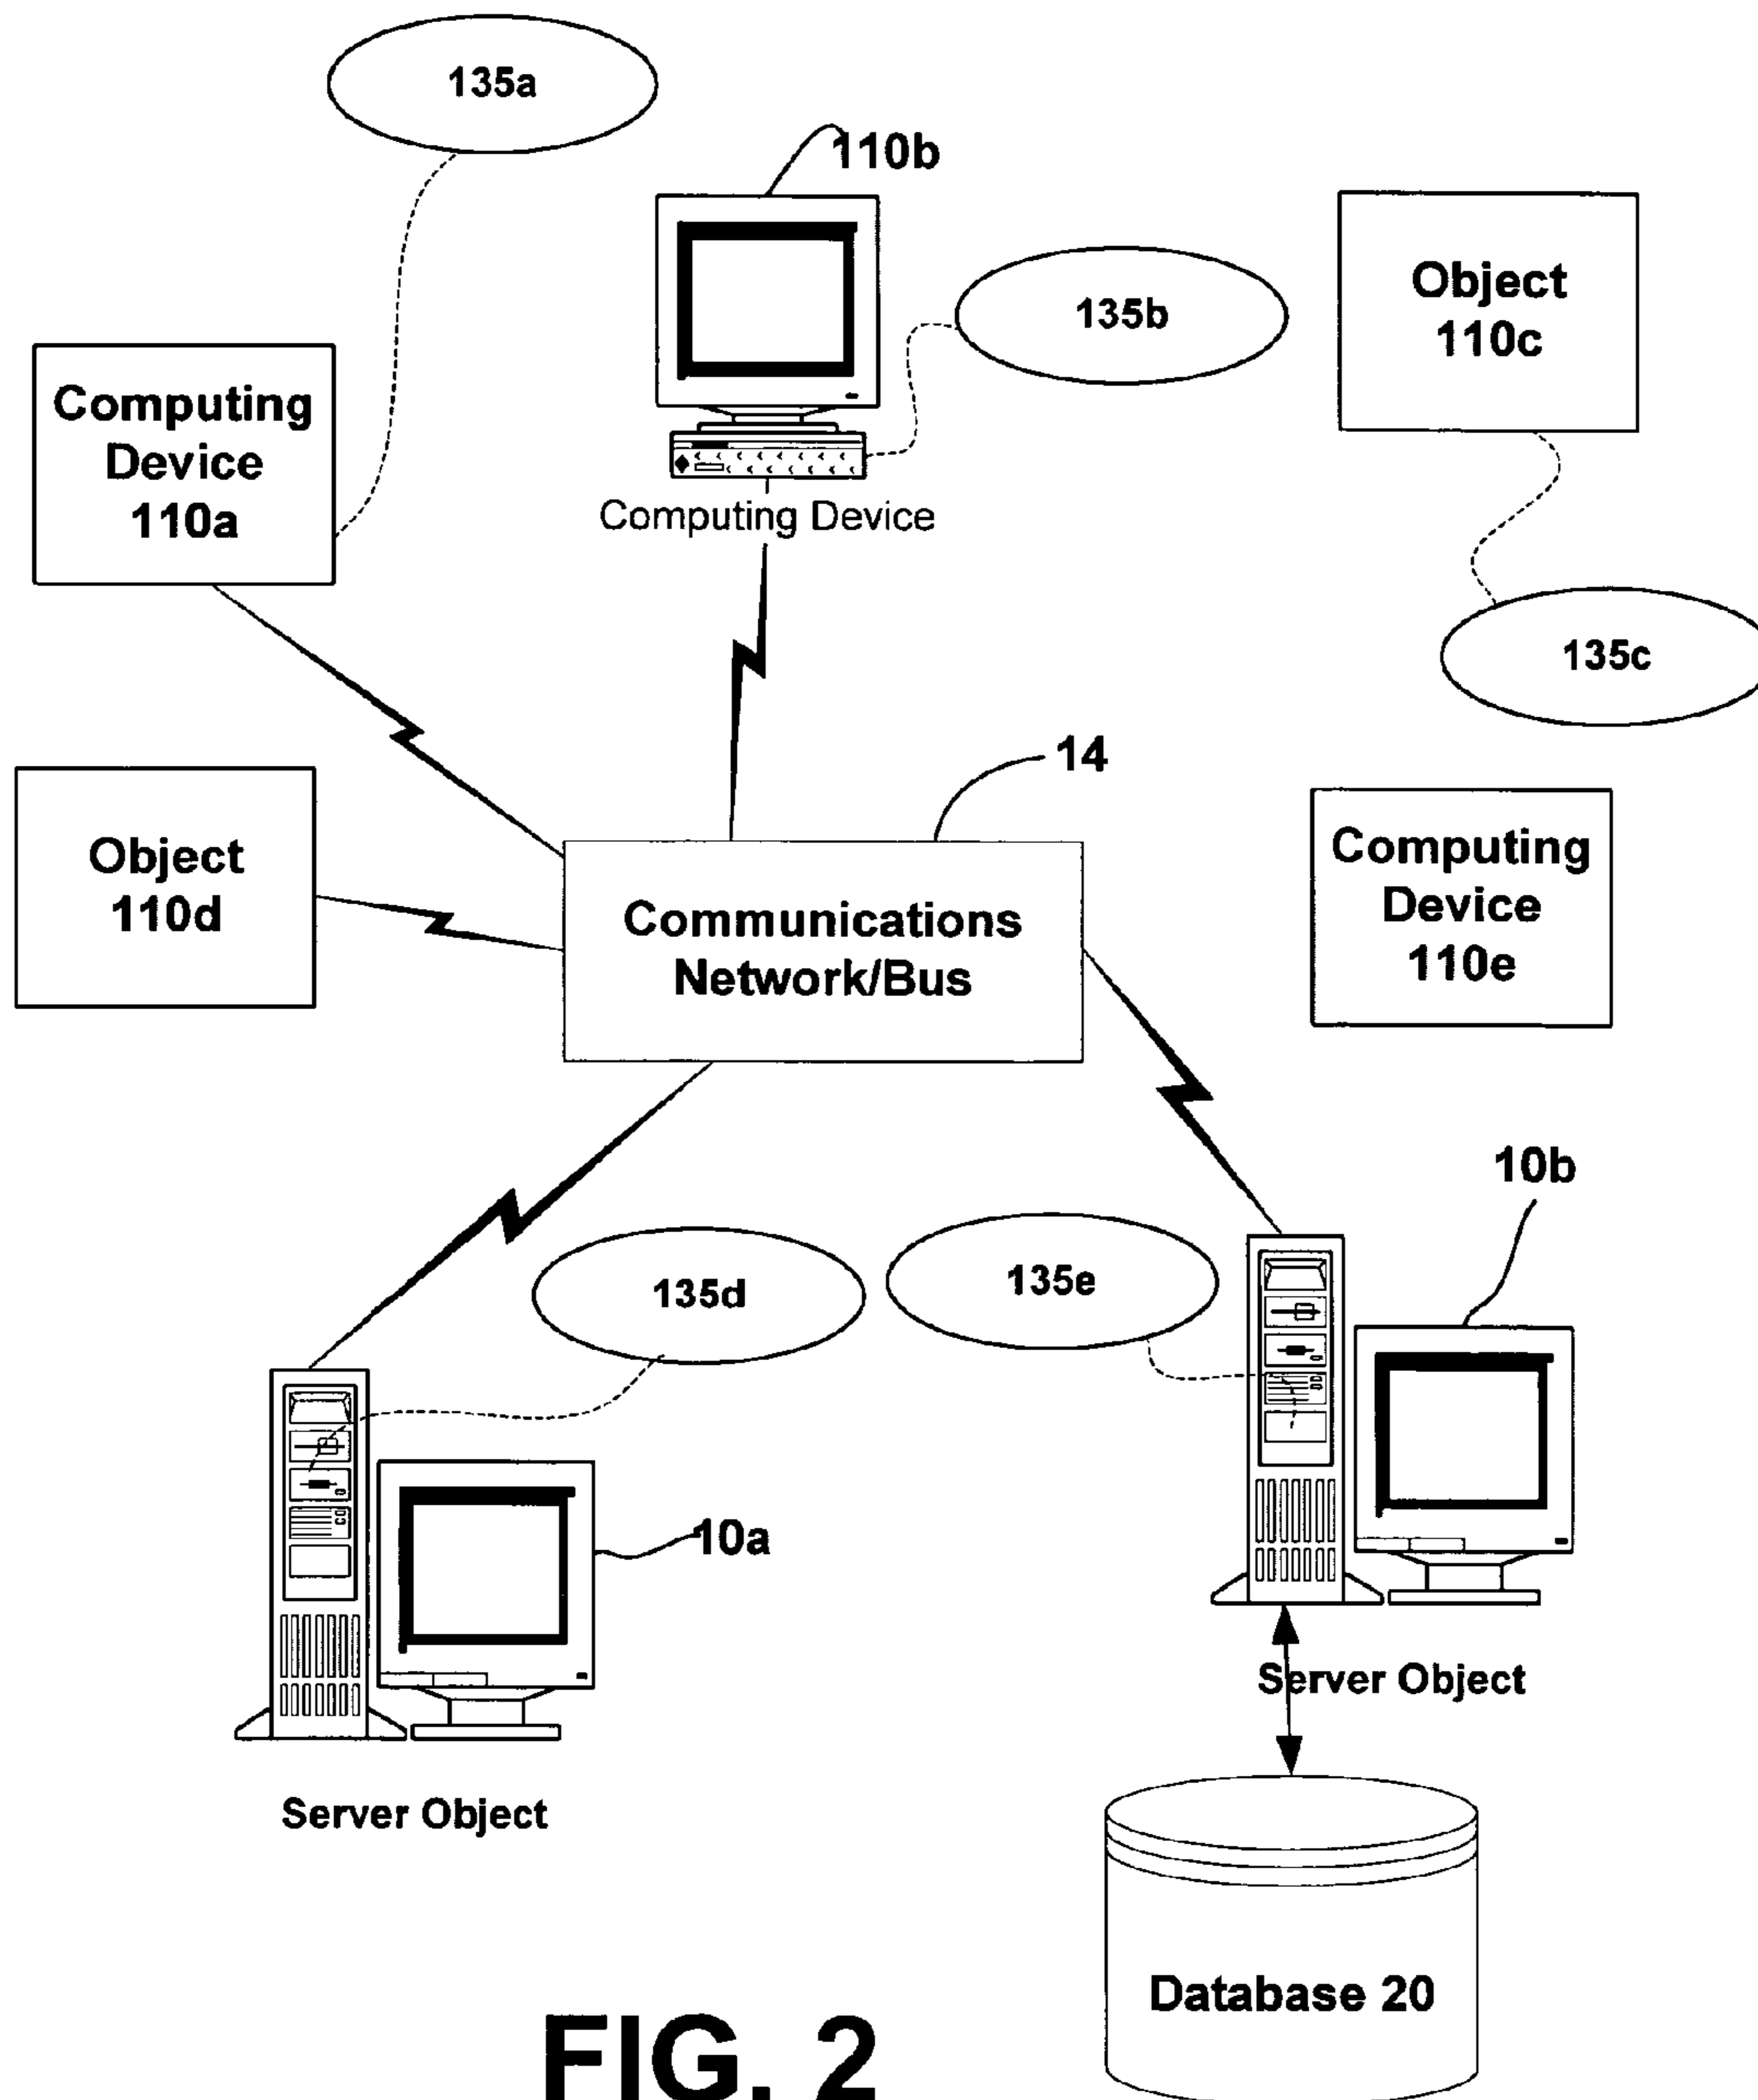 135a
110b
Object
110c
135b
Computing
Device
110a
Computing Device
135c
14
Object
110d
Communications
Network/Bus
Computing
Device
110e
10b
135d
135e
10a
Server Object
Server Object
Database 20
FIG. 2